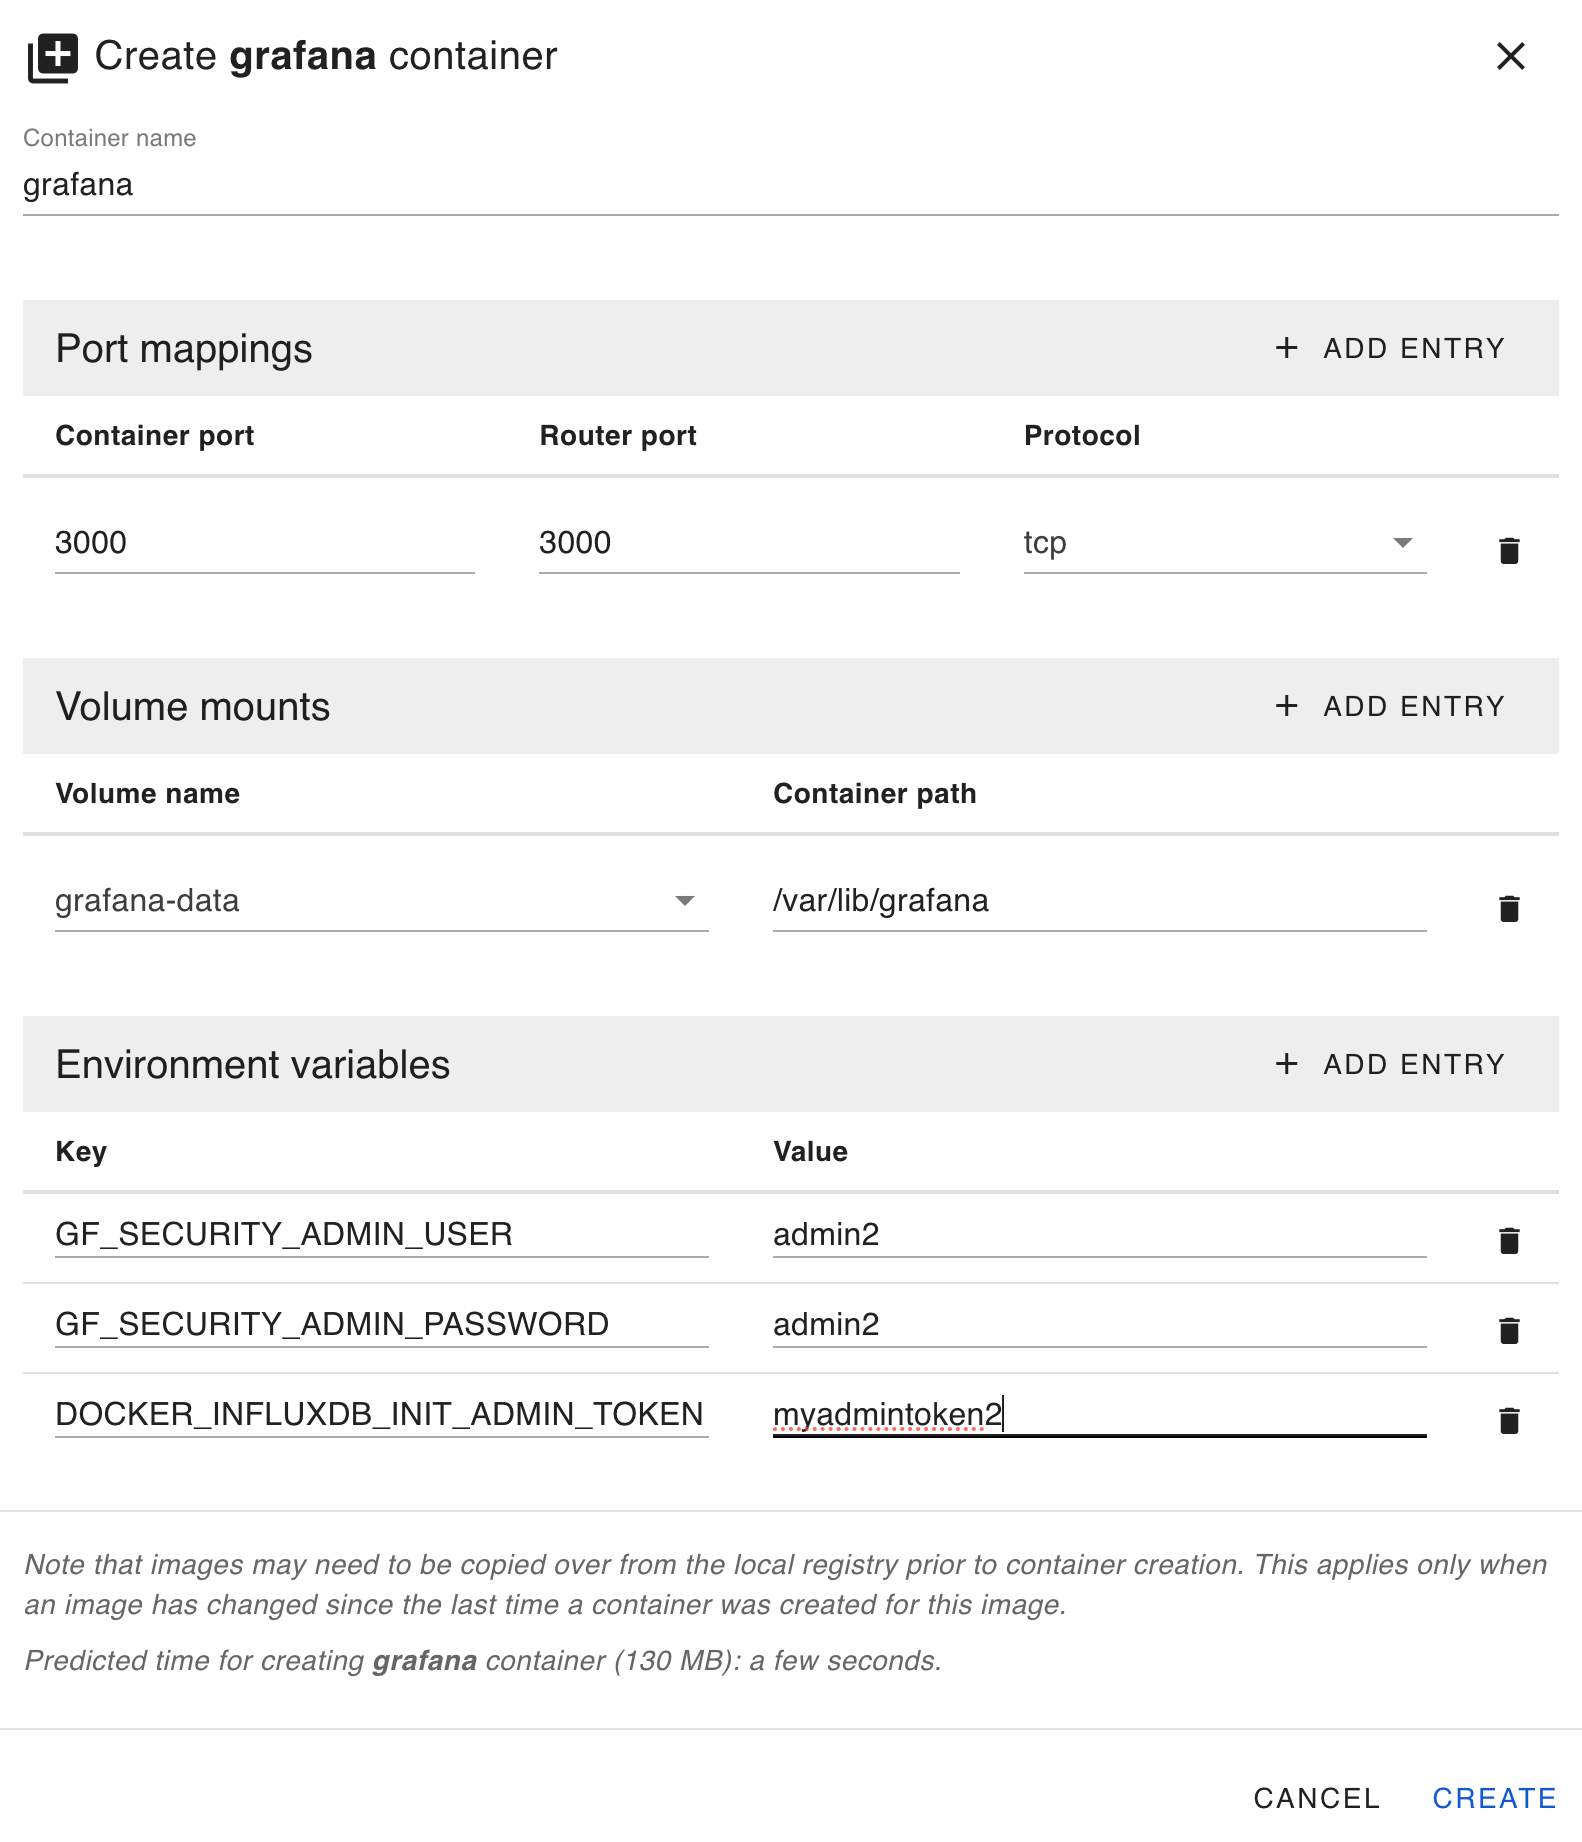 Create grafana container
Container name
grafana
Port mappings
+ ADD ENTRY
Container port Router port Protocol
3000 3000 tcp
Volume mounts
+ ADD ENTRY
Volume name Container path
grafana-data /var/lib/grafana
Environment variables
+ ADD ENTRY
Key Value
GF_SECURITY_ADMIN_USER admin2
GF_SECURITY_ADMIN_PASSWORD admin2
DOCKER_INFLUXDB_INIT_ADMIN_TOKEN myadmintoken2
Note that images may need to be copied over from the local registry prior to container creation. This applies only when
an image has changed since the last time a container was created for this image.
Predicted time for creating grafana container (130 MB): a few seconds.
CANCEL CREATE